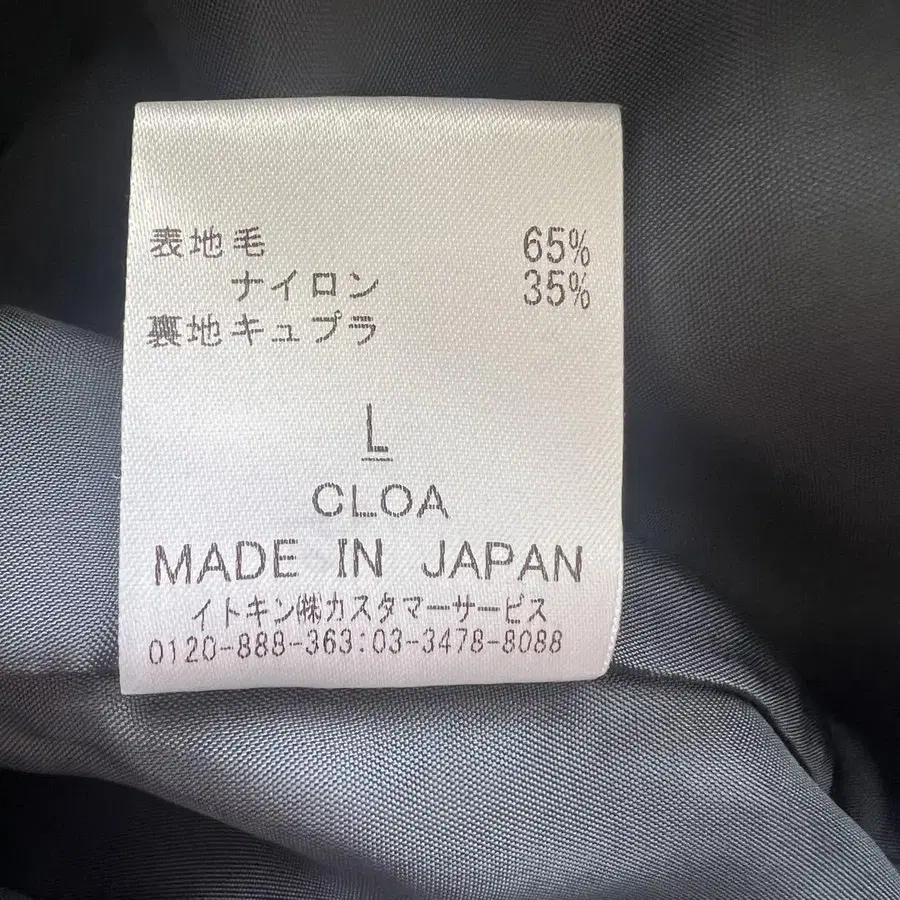 表地毛 65%
ナイロン 35%
裏地キュプラ
L
CLOA
MADE IN JAPAN
イトキン㈱カスタマーサービス
0120-888-363:03-3478-8088